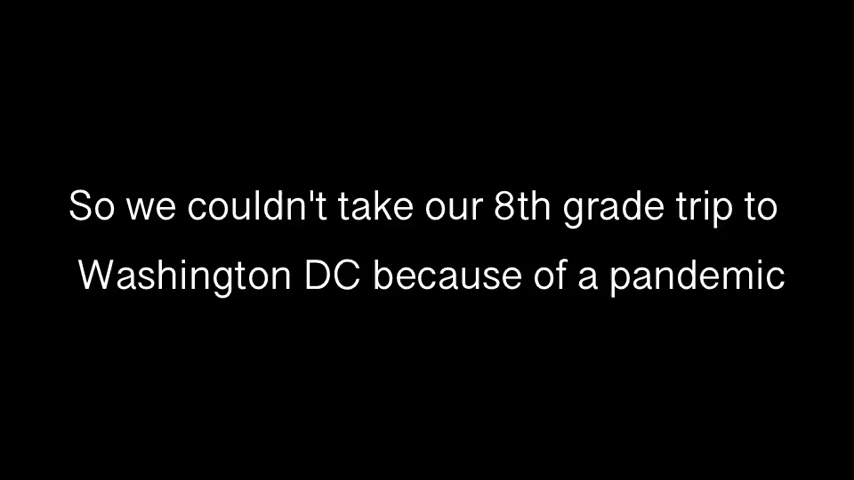 So we couldn't take our 8th grade trip to
Washington DC because of a pandemic